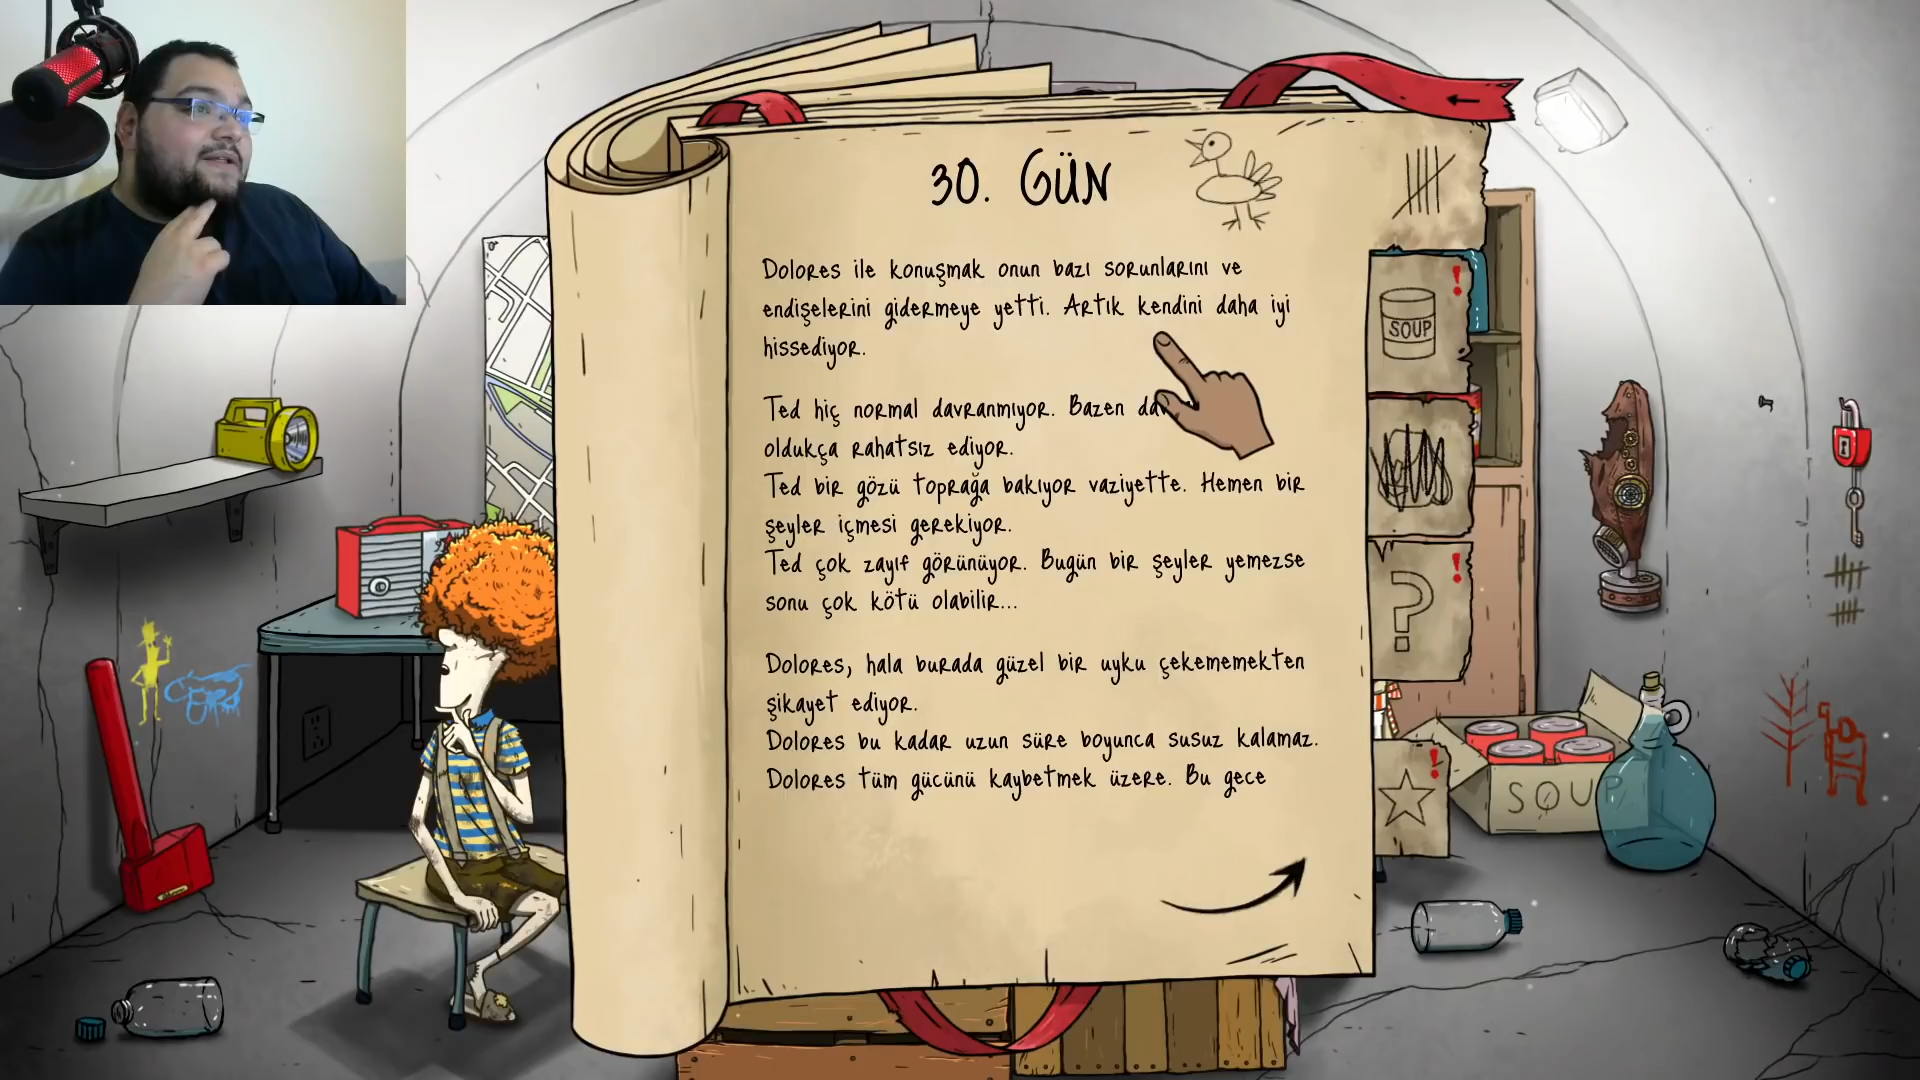 30. GÜN
Dolores ile konuşmak onun bazı sorunlarını ve
endişelerini gidermeye yetti. Artık kendini daha iyi
hissediyor.
Ted hiç normal davranmıyor. Bazen
oldukça rahatsız ediyor.
Ted bir gözü toprağa bakıyor vaziyette. Hemen bir
şeyler içmesi gerekiyor.
Ted çok zayıf görünüyor. Bugün bir şeyler yemezse
sonu çok kötü olabilir...
Dolores, hala burada güzel bir uyku çekememekten
şikayet ediyor.
Dolores bu kadar uzun süre boyunca susuz kalamaz.
Dolores tüm gücünü kaybetmek üzere. Bu gece
!
SOUP
?
!
!
SOUP